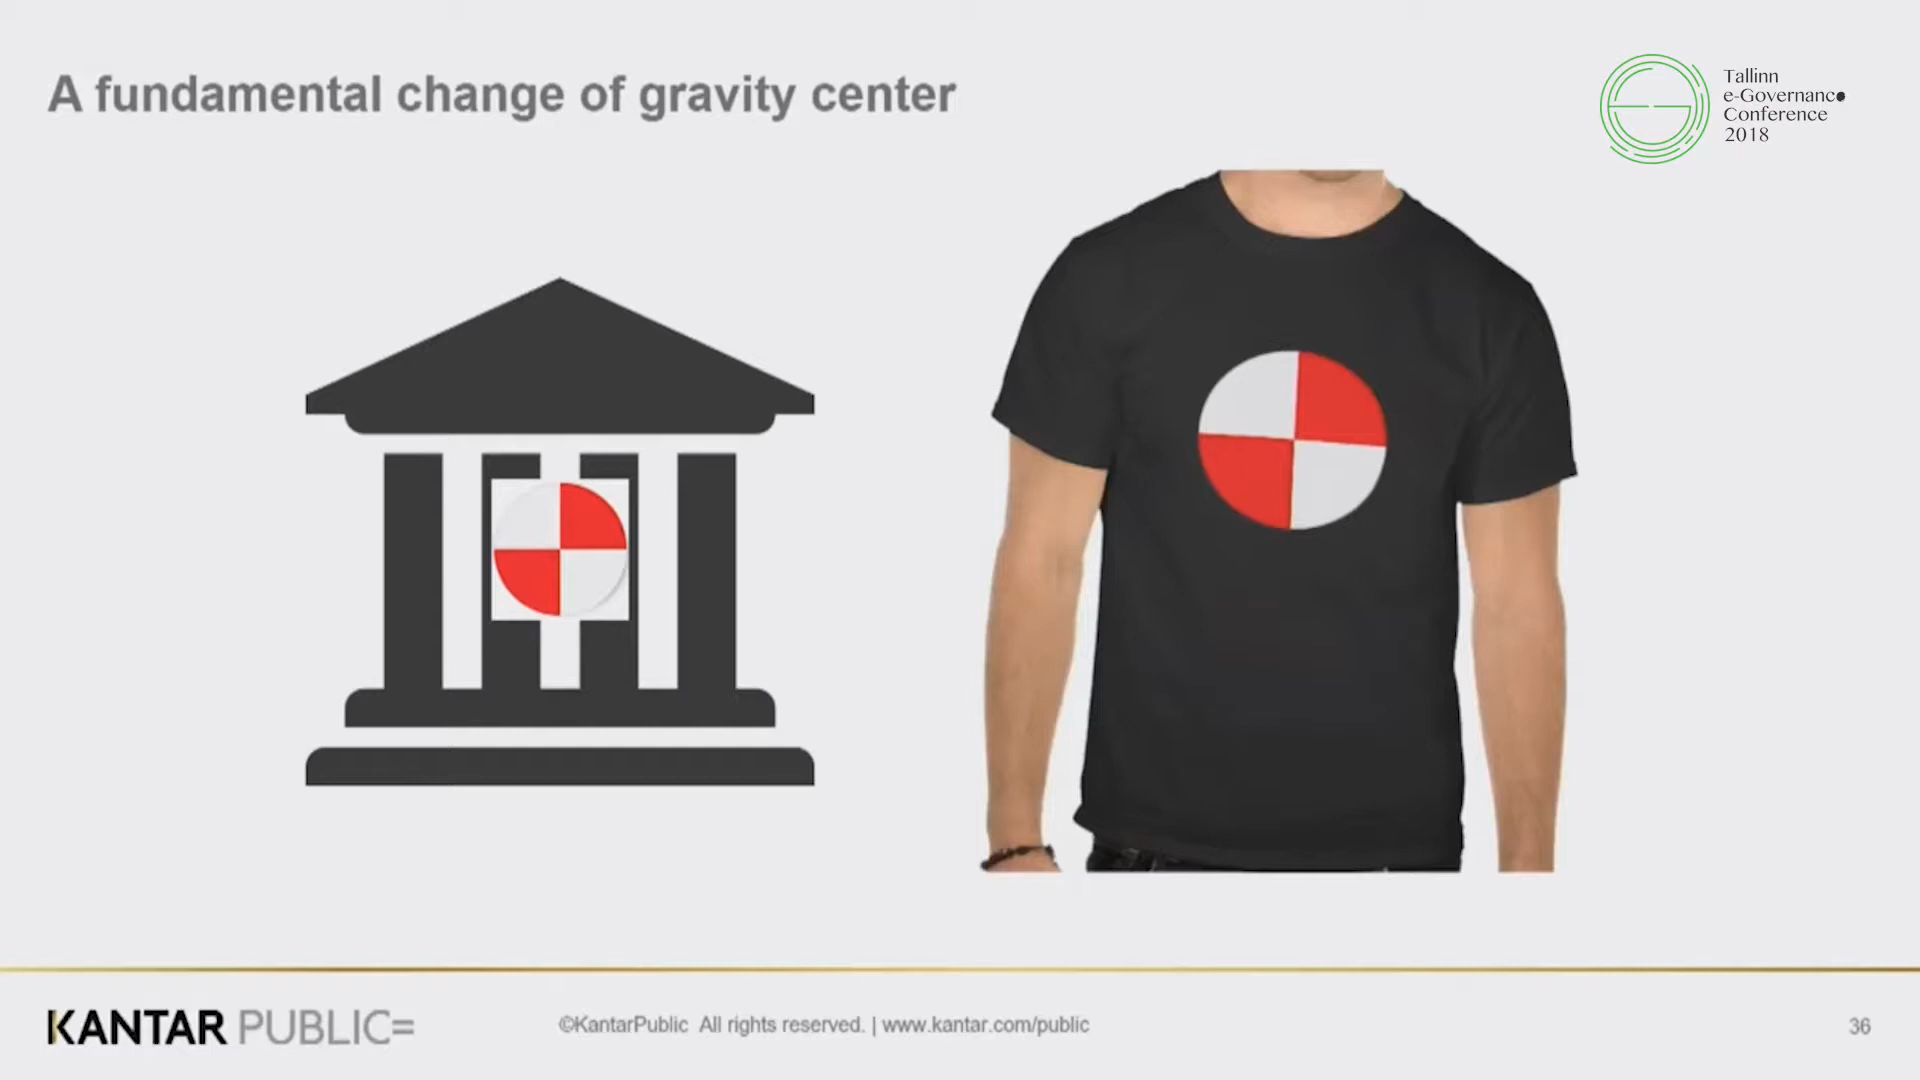 A fundamental change of gravity center
Tallinn
e-Governance
Conference
2018
KANTAR PUBLIC=
©KantarPublic All rights reserved. | www.kantar.com/public
36